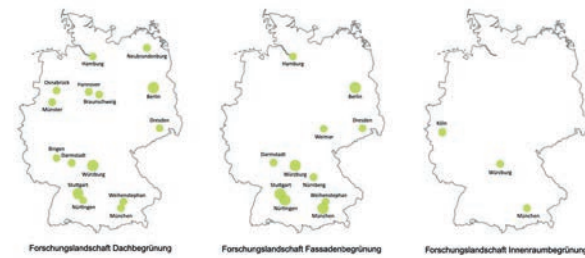 Neubrandenburg
Hamburg
Osnabrück
Hannover
Berlin
Braunschweig
Münster
Dresden
Bingen
Darmstadt
Würzburg
Stuttgart
Weihenstephan
Nürtingen
München
Forschungslandschaft Dachbegrünung
Hamburg
Berlin
Dresden
Weimar
Darmstadt
Würzburg
Nürnberg
Stuttgart
Weihenstephan
Nürtingen
München
Forschungslandschaft Fassadenbegrünung
Köln
Würzburg
München
Forschungslandschaft Innenraumbegrünung